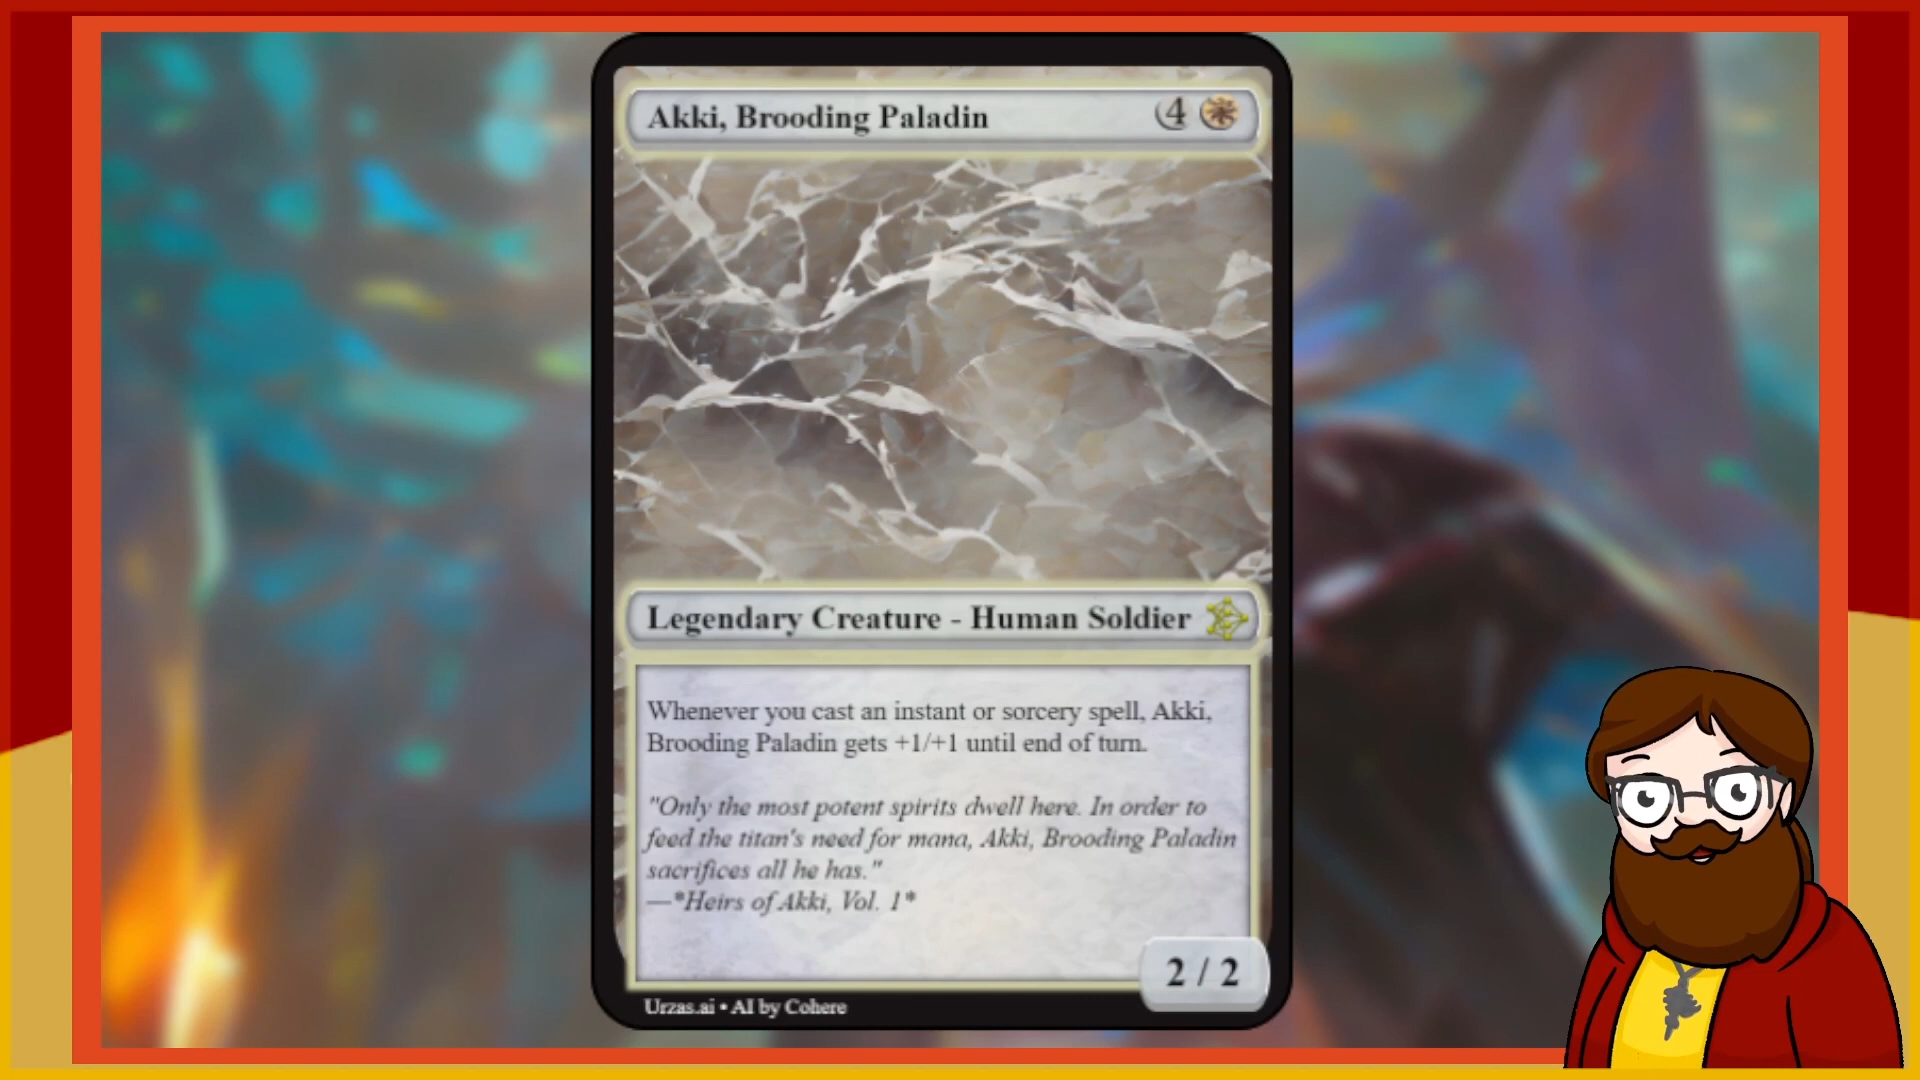 Akki, Brooding Paladin 4
Legendary Creature - Human Soldier
Whenever you cast an instant or sorcery spell, Akki,
Brooding Paladin gets +1/+1 until end of turn.
"Only the most potent spirits dwell here. In order to
feed the titan's need for mana, Akki, Brooding Paladin
sacrifices all he has."
—*Heirs of Akki, Vol. 1*
2 / 2
Urzas.ai • AI by Cohere